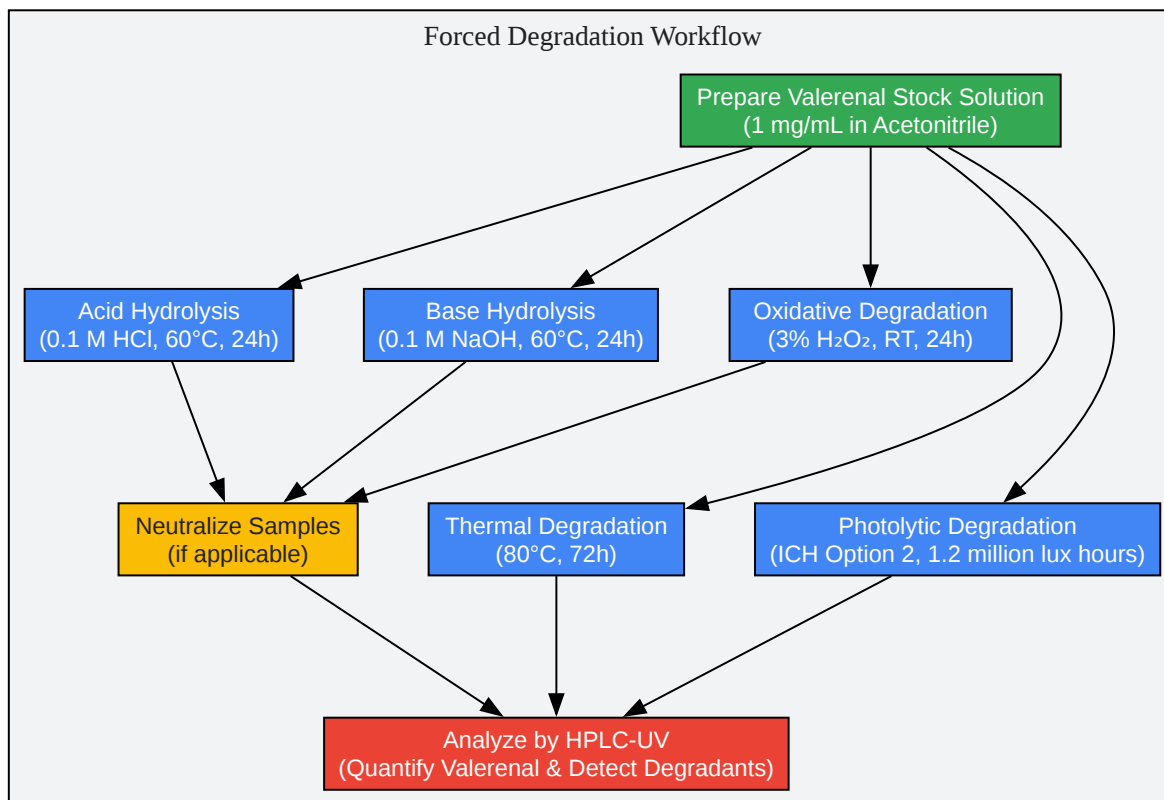 Forced Degradation Workflow
Prepare Valerenal Stock Solution
(1 mg/mL in Acetonitrile)
Acid Hydrolysis
(0.1 M HCl, 60°C, 24h)
Base Hydrolysis
(0.1 M NaOH, 60°C, 24h)
Oxidative Degradation
(3% H₂O₂, RT, 24h)
Neutralize Samples
(if applicable)
Thermal Degradation
(80°C, 72h)
Photolytic Degradation
(ICH Option 2, 1.2 million lux hours)
Analyze by HPLC-UV
(Quantify Valerenal & Detect Degradants)